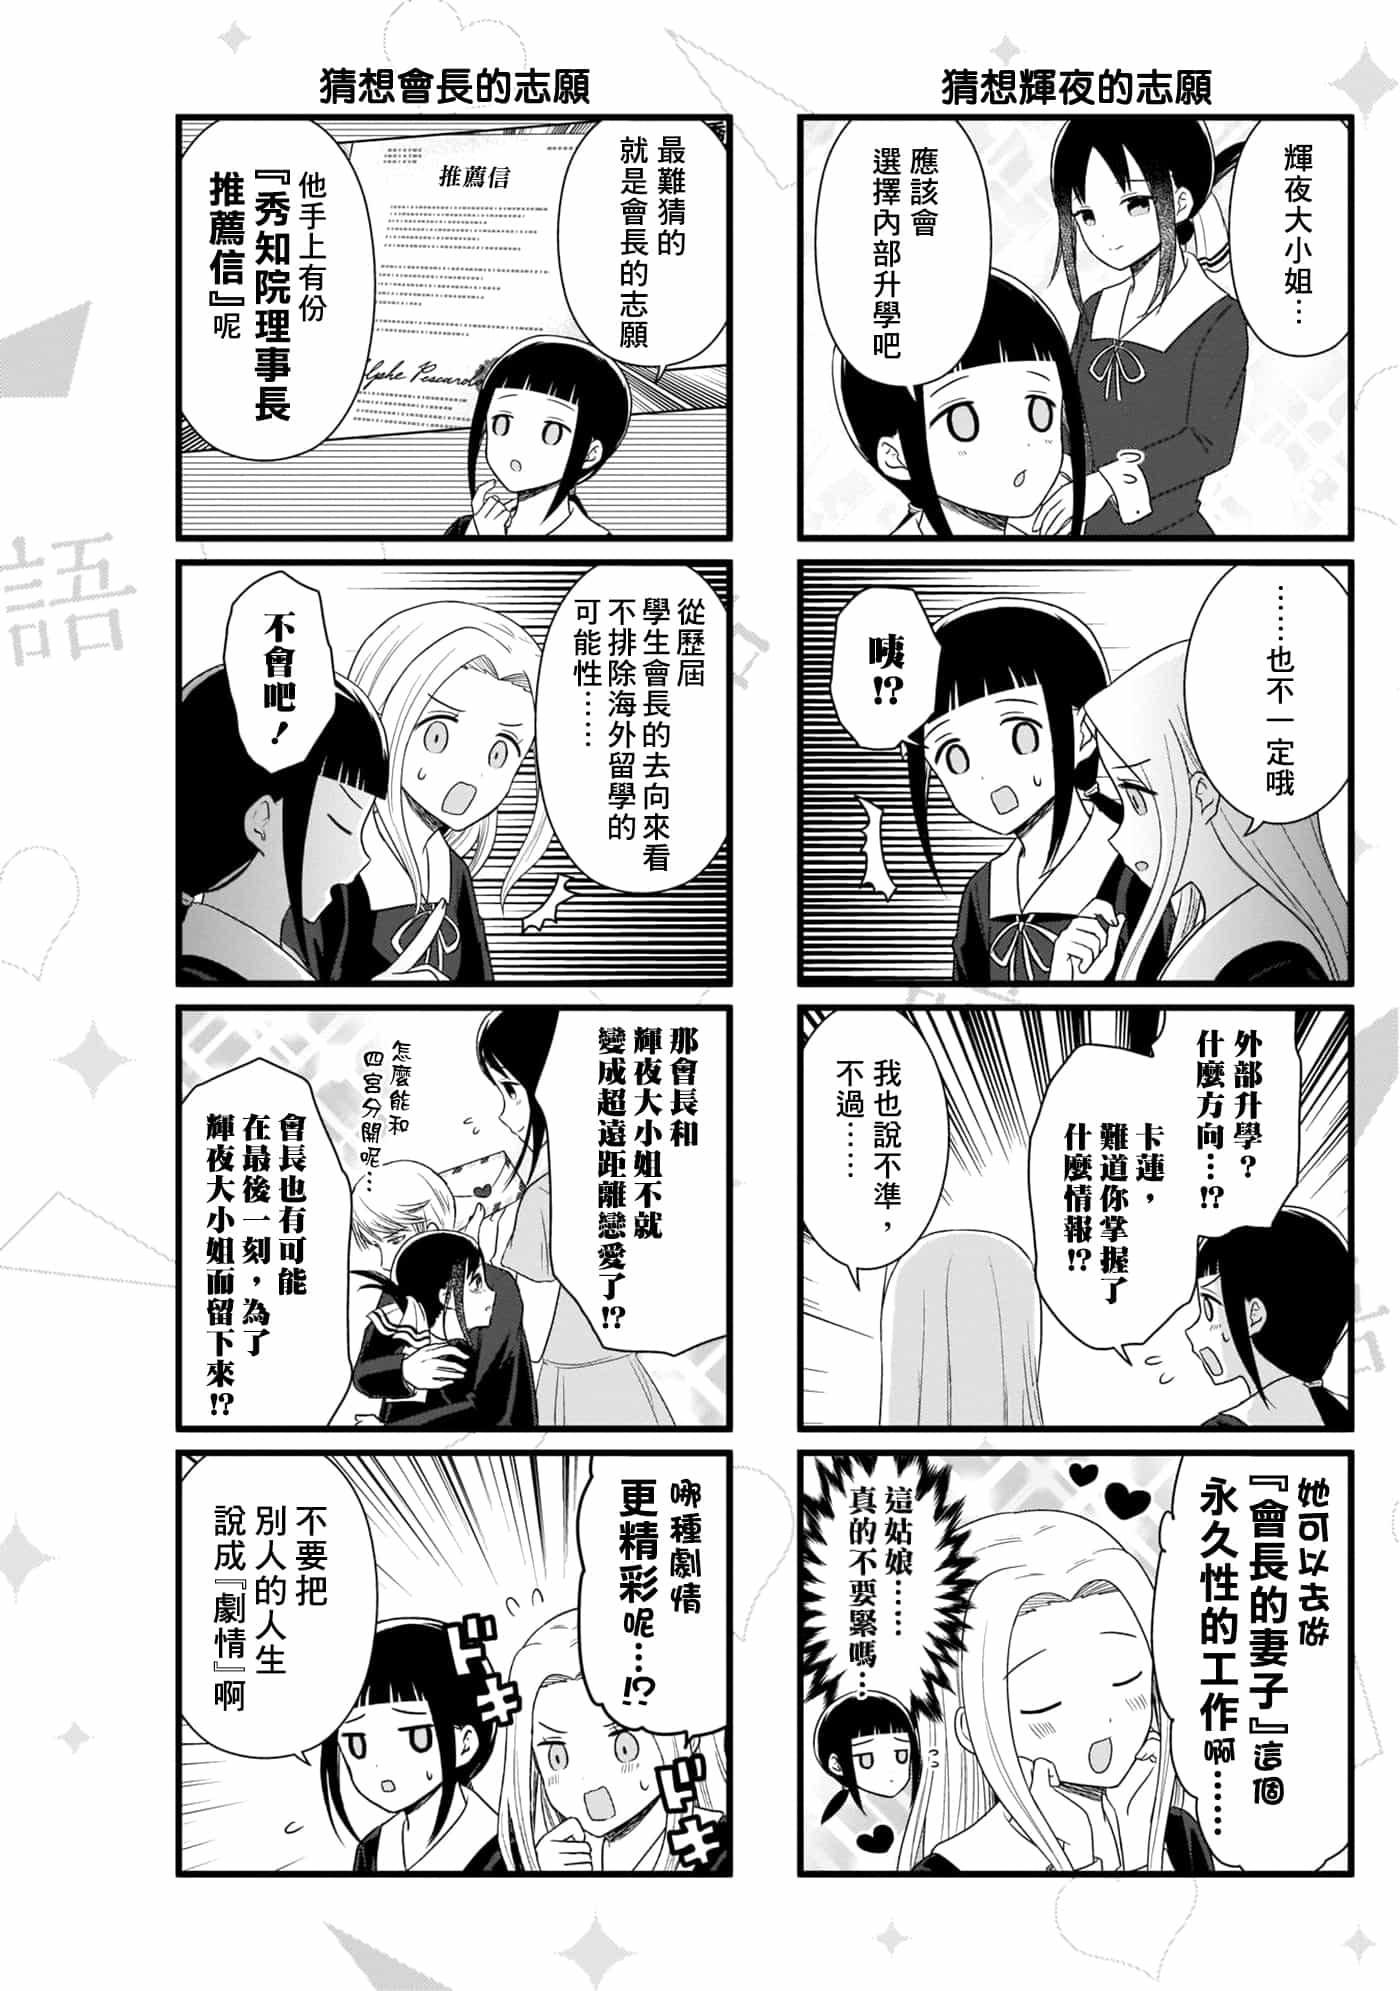 猜想輝夜的志願
輝夜大小姐…
應該會
選擇內部升學吧
……也不一定哦
咦!?
外部升學？
什麼方向…!?
卡蓮，
難道你掌握了
什麼情報!?
我也說不準，
不過……
她可以去做
『會長的妻子』這個
永久性的工作啊……
這姑娘……
真的不要緊嗎…
猜想會長的志願
最難猜的
就是會長的志願
推薦信
他手上有份
『秀知院理事長
推薦信』呢
從歷屆
學生會長的去向來看
不排除海外留學的
可能性……
不會吧！
那會長和
輝夜大小姐不就
變成超遠距離戀愛了!?
怎麼能和
四宮分開呢…
會長也有可能
在最後一刻，為了
輝夜大小姐而留下來!?
哪種劇情
更精彩呢…!?
ドキ
ドキ
不要把
別人的人生
說成『劇情』啊
語